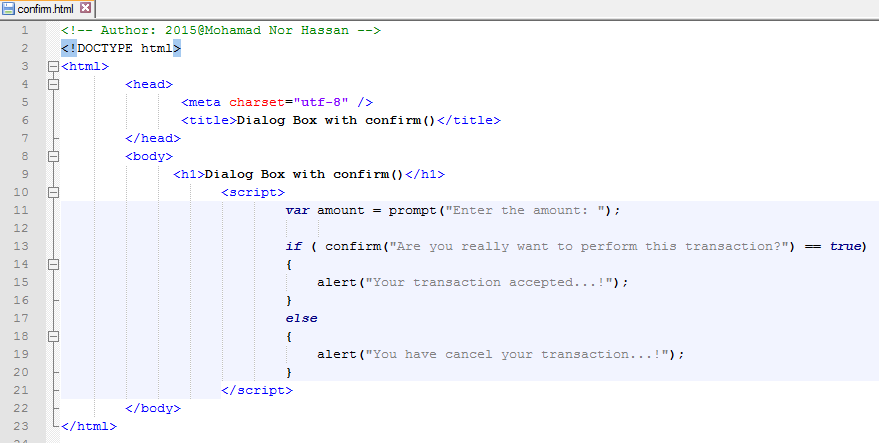 confirm.html
1 <!-- Author: 2015@Mohamad Nor Hassan -->
2 <!DOCTYPE html>
3 <html>
4 <head>
5 <meta charset="utf-8" />
6 <title>Dialog Box with confirm()</title>
7 </head>
8 <body>
9 <h1>Dialog Box with confirm()</h1>
10 <script>
11 var amount = prompt("Enter the amount: ");
12
13 if ( confirm("Are you really want to perform this transaction?") == true)
14 {
15 alert("Your transaction accepted...!");
16 }
17 else
18 {
19 alert("You have cancel your transaction...!");
20 }
21 </script>
22 </body>
23 </html>